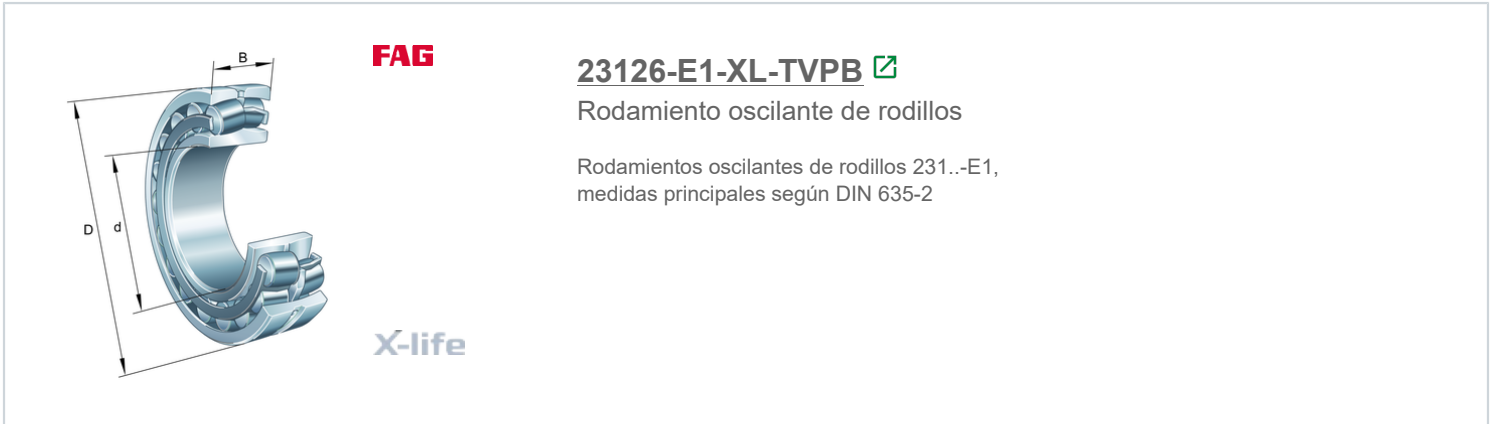 FAG
B
D
d
X-life
23126-E1-XL-TVPB
Rodamiento oscilante de rodillos
Rodamientos oscilantes de rodillos 231..-E1,
medidas principales según DIN 635-2